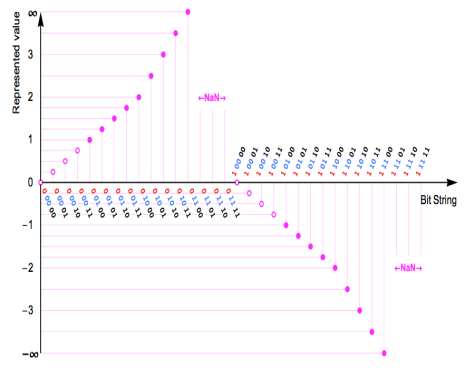 Represented value
∞
3
2
←NaN→
1
1 00 00
1 00 01
1 00 10
1 00 11
1 01 00
1 01 01
1 01 10
1 01 11
1 10 00
1 10 01
1 10 10
1 10 11
1 11 00
1 11 01
1 11 10
1 11 11
0
0 00 00
0 00 01
0 00 10
0 00 11
0 01 00
0 01 01
0 01 10
0 01 11
0 10 00
0 10 01
0 10 10
0 10 11
0 11 00
0 11 01
0 11 10
0 11 11
Bit String
−1
−2
←NaN→
−3
−∞